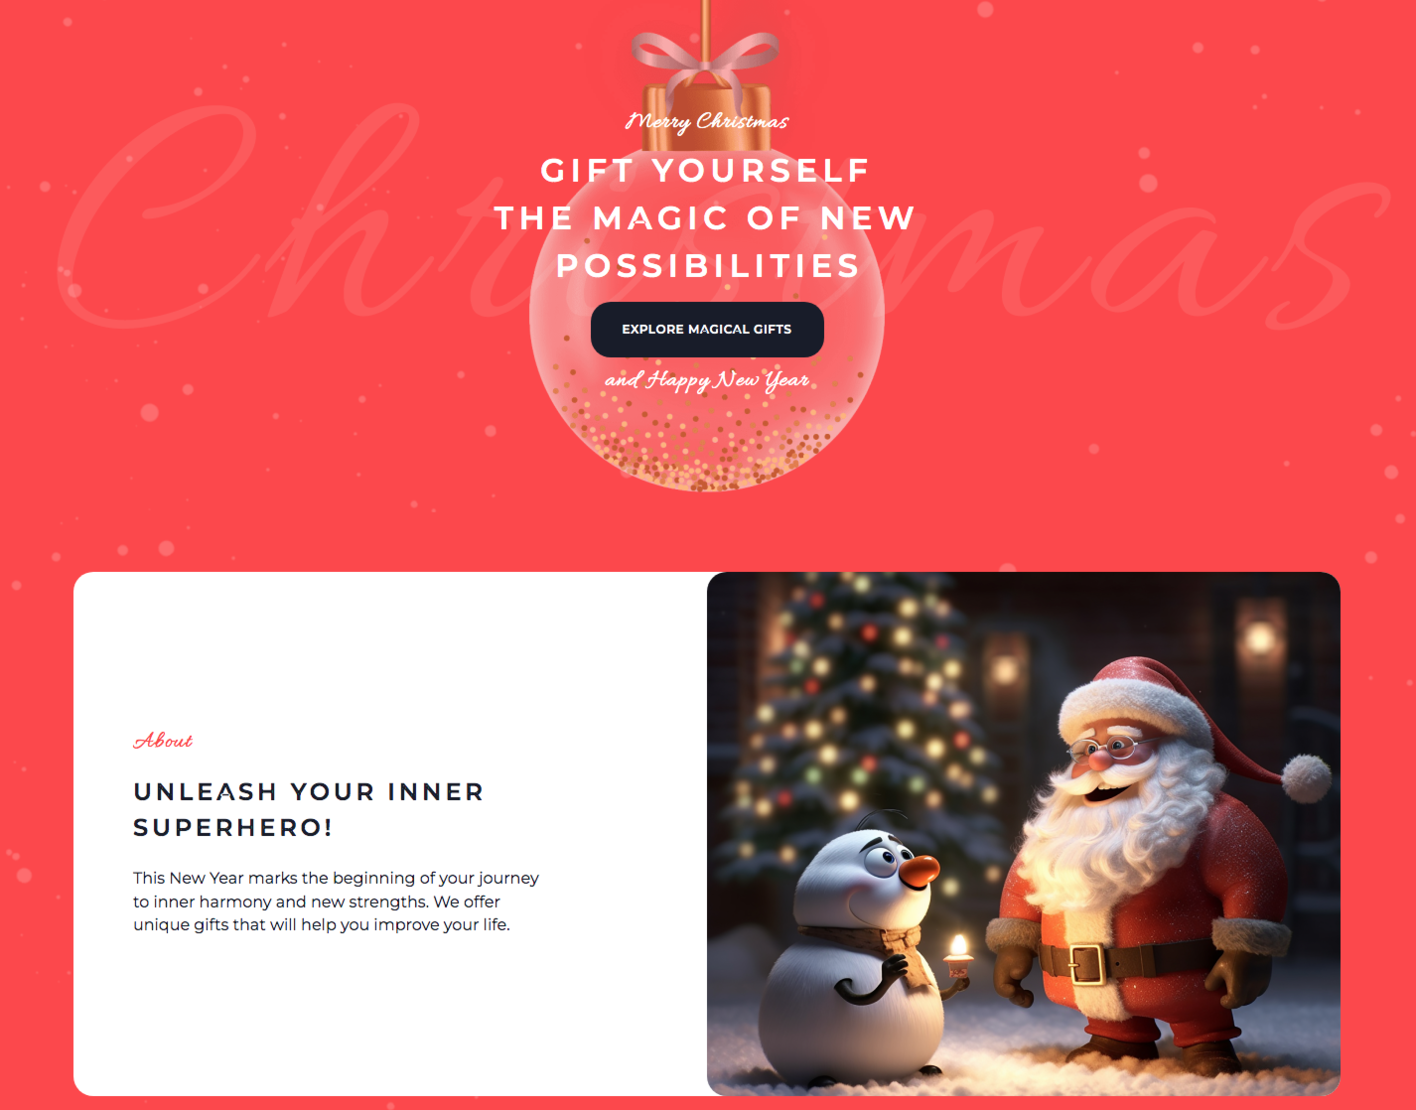 Christmas
Merry Christmas
GIFT YOURSELF
THE MAGIC OF NEW
POSSIBILITIES
EXPLORE MAGICAL GIFTS
and Happy New Year
About
UNLEASH YOUR INNER
SUPERHERO!
This New Year marks the beginning of your journey
to inner harmony and new strengths. We offer
unique gifts that will help you improve your life.